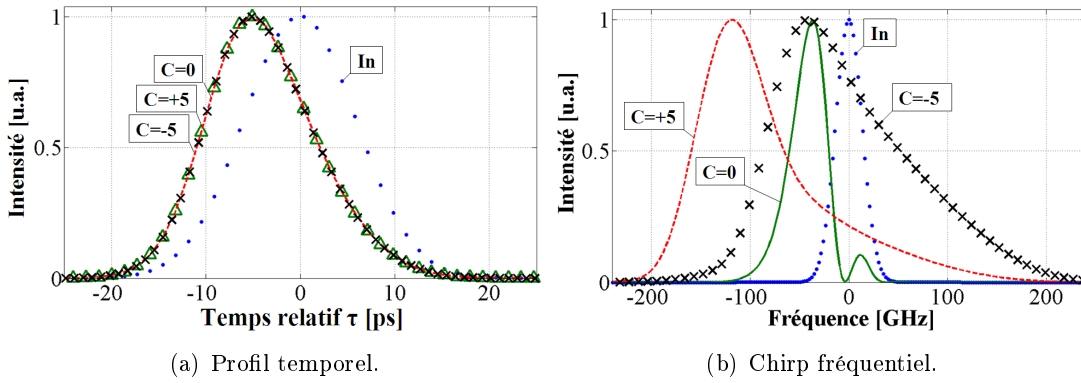 Intensité [u.a.]
1
0.5
0
C=0
C=+5
C=-5
In
-20
-10
0
10
20
Temps relatif τ [ps]
(a) Profil temporel.
Intensité [u.a.]
1
0.5
0
C=+5
C=0
In
C=-5
-200
-100
0
100
200
Fréquence [GHz]
(b) Chirp fréquentiel.